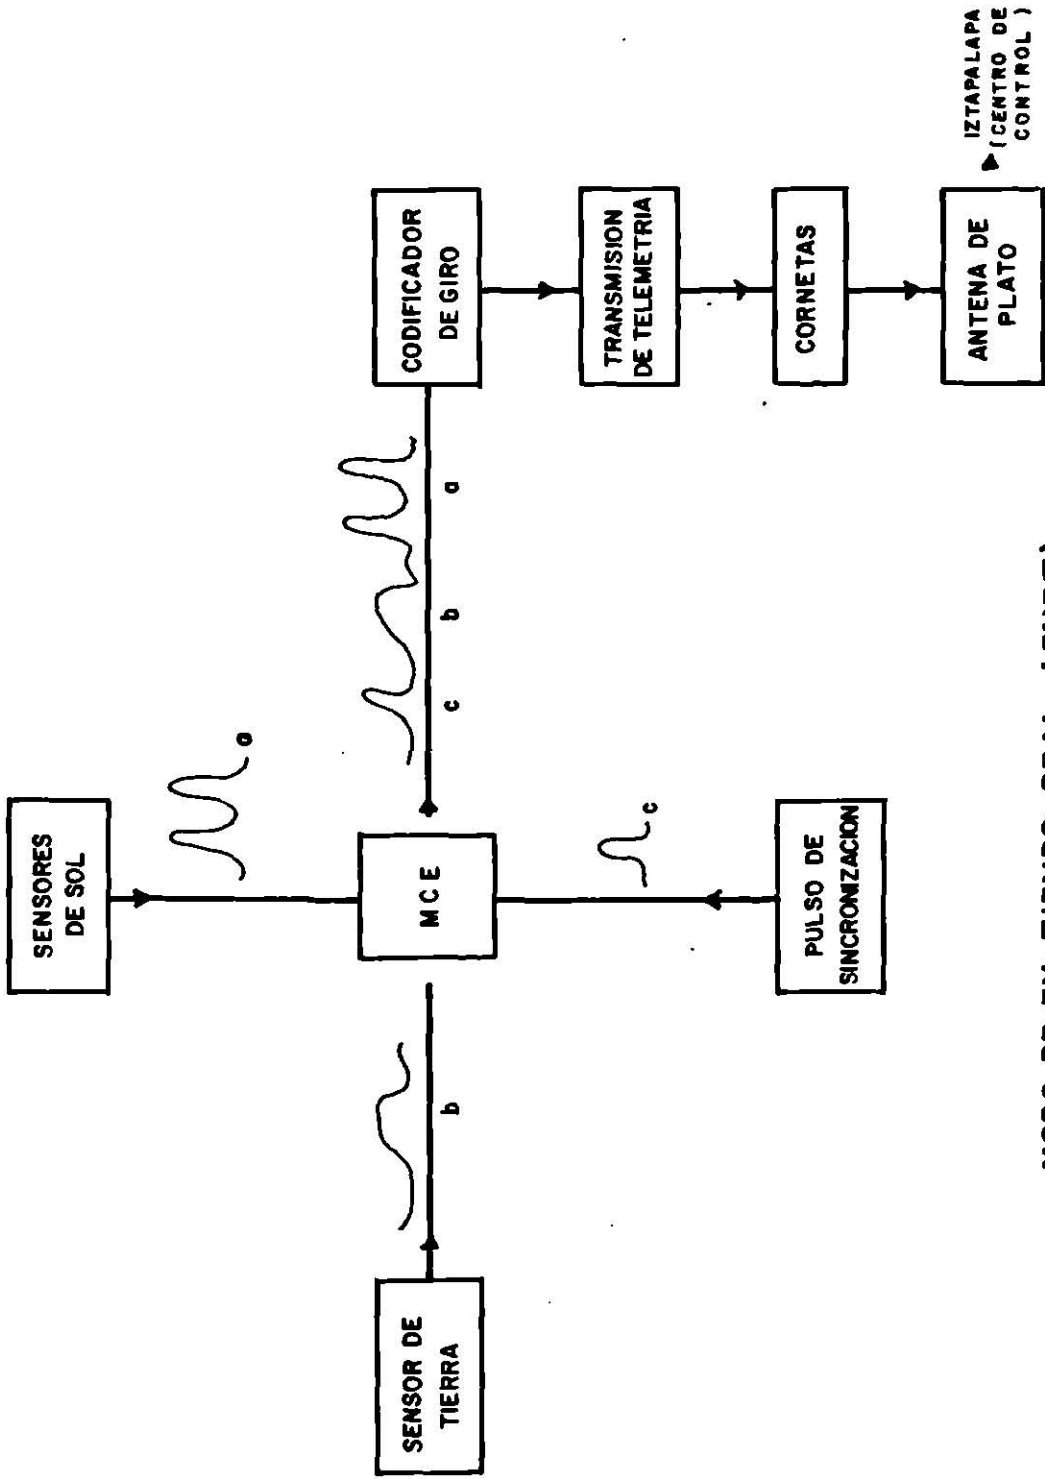 SENSORES
DE SOL
a
SENSOR DE
TIERRA
b
MCE
c
b
a
CODIFICADOR
DE GIRO
TRANSMISION
DE TELEMETRIA
c
PULSO DE
SINCRONIZACION
CORNETAS
ANTENA DE
PLATO
IZTAPALAPA
(CENTRO DE
CONTROL)